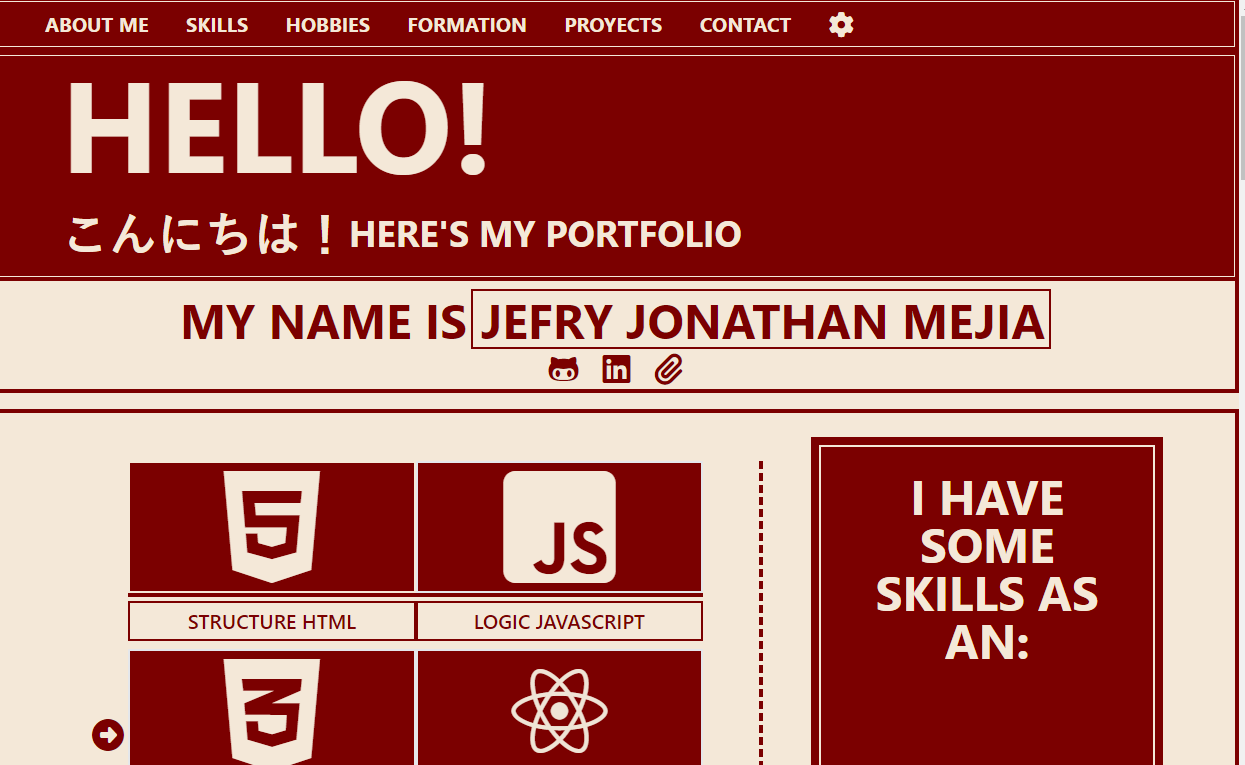 ABOUT ME SKILLS HOBBIES FORMATION PROYECTS CONTACT
HELLO!
こんにちは！HERE'S MY PORTFOLIO
MY NAME IS JEFRY JONATHAN MEJIA
in
5 JS
STRUCTURE HTML LOGIC JAVASCRIPT
3
I HAVE
SOME
SKILLS AS
AN: